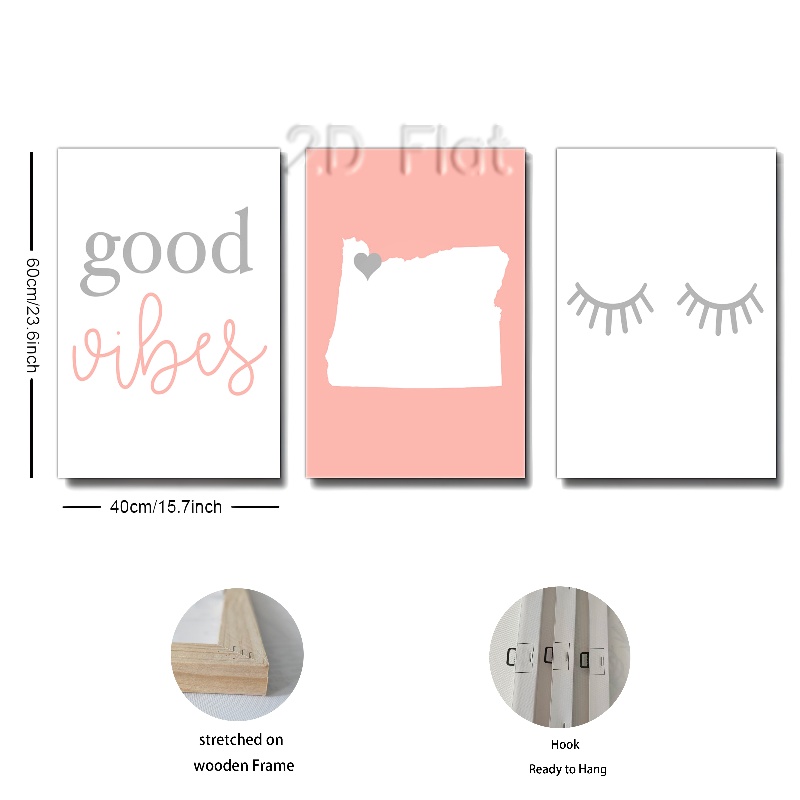 2D Flat
good
vibes
60cm/23.6inch
40cm/15.7inch
stretched on
wooden Frame
Hook
Ready to Hang